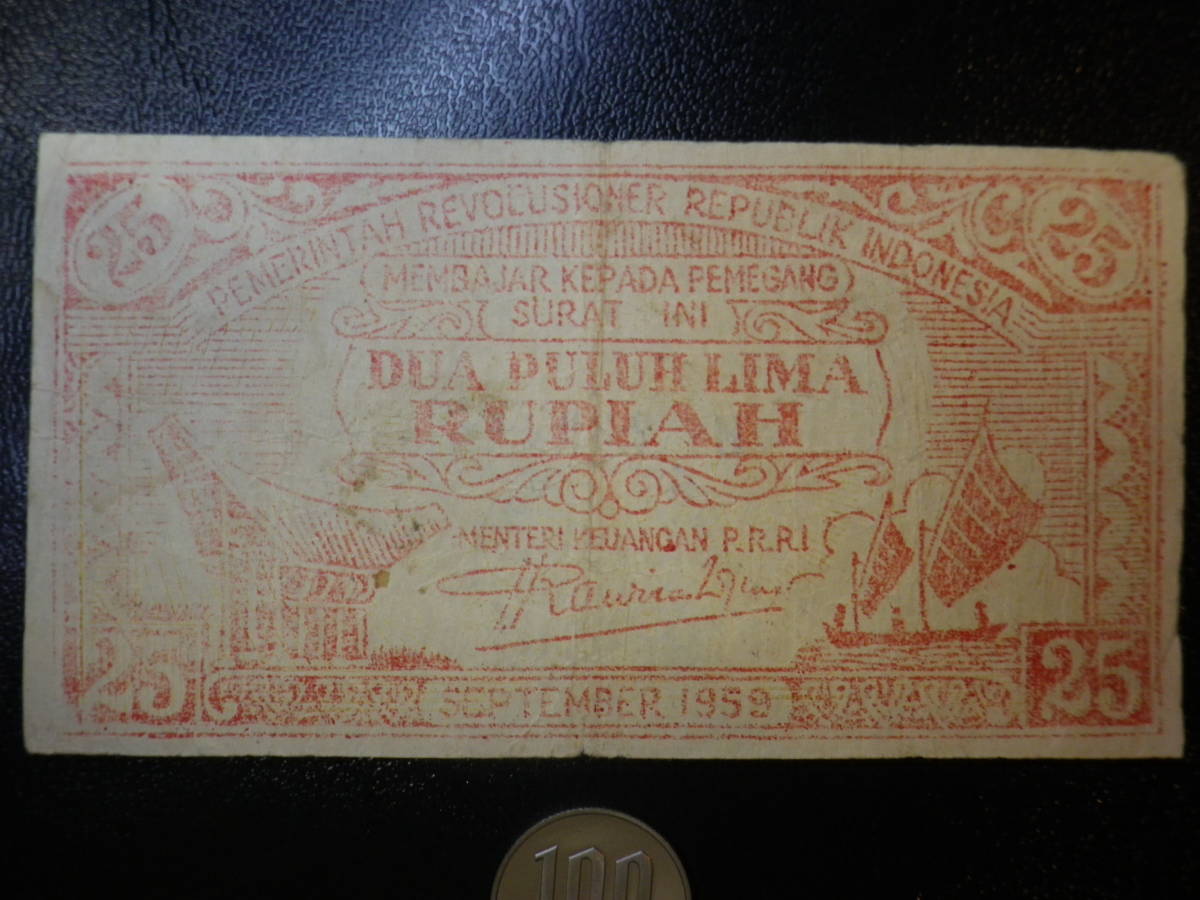 25 25
PEMERINTAH REVOLUSIONER REPUBLIK INDONESIA
MEMBAJAR KEPADA PEMEGANG
SURAT INI
DUA PULUH LIMA
RUPIAH
MENTERI KEUANGAN P.R.R.I
25 25
SEPTEMBER 1959
100